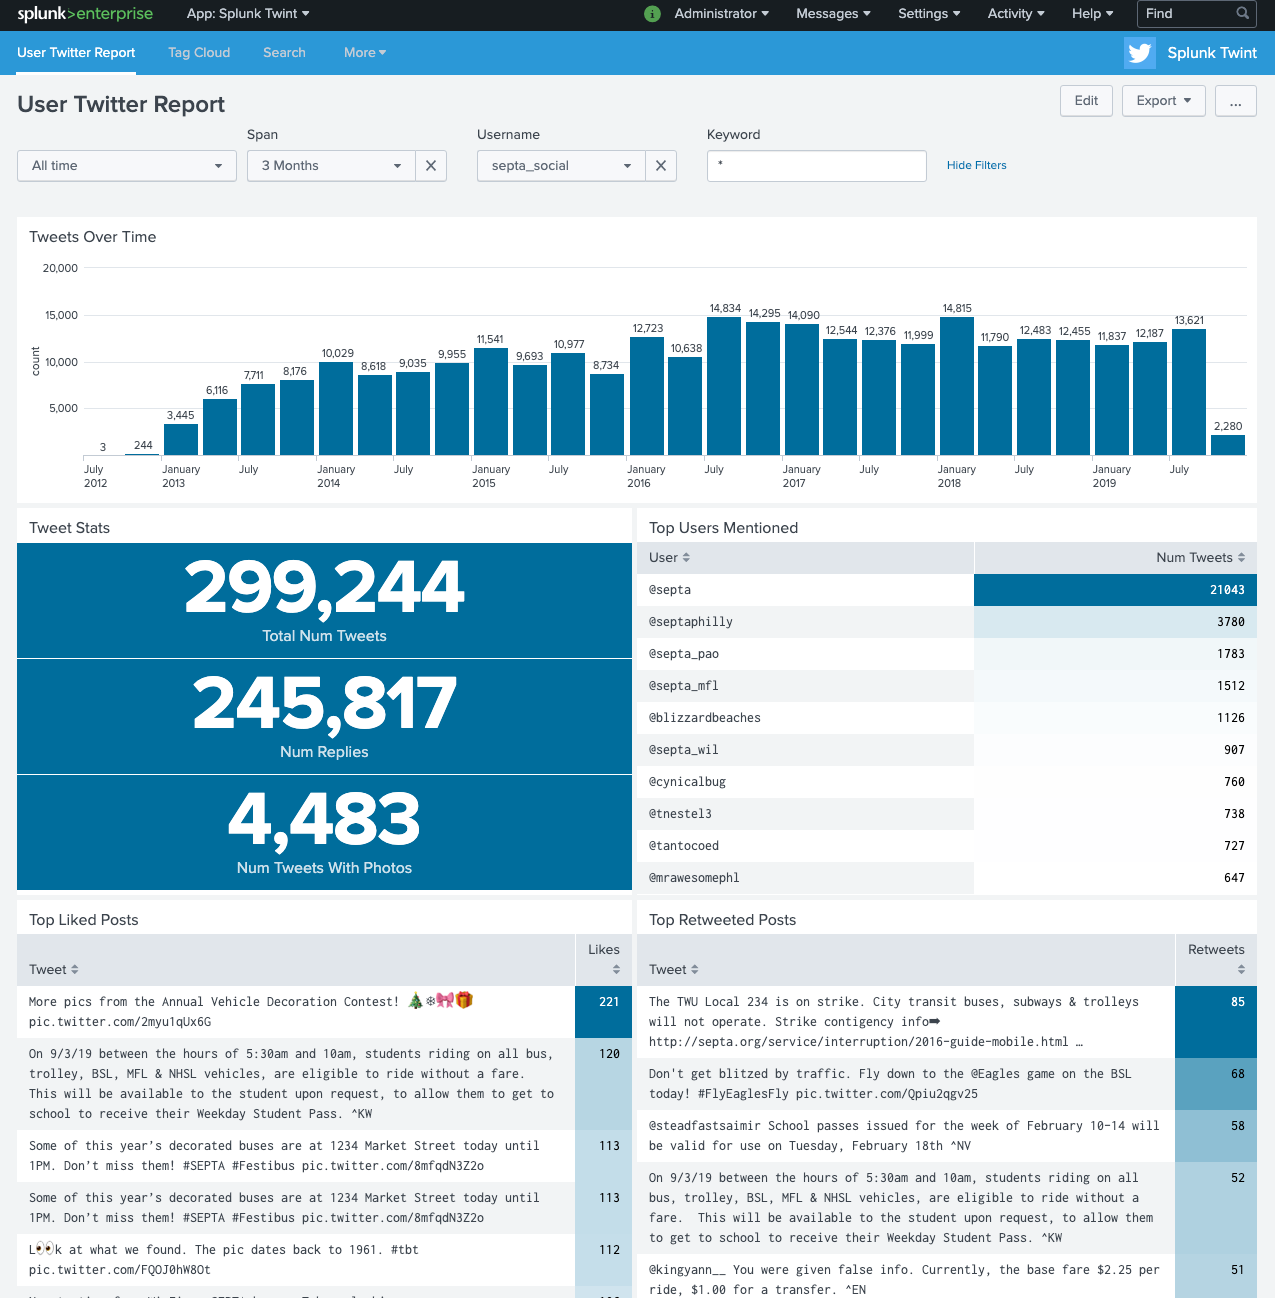 splunk>enterprise App: Splunk Twint i Administrator Messages Settings Activity Help Find
User Twitter Report Tag Cloud Search More Splunk Twint
User Twitter Report Edit Export ...
Span Username Keyword
All time 3 Months septa_social * Hide Filters
Tweets Over Time
20,000
15,000
10,000
5,000
count
3 244 3,445 6,116 7,711 8,176 10,029 8,618 9,035 9,955 11,541 9,693 10,977 8,734 12,723 10,638 14,834 14,295 14,090 12,544 12,376 11,999 14,815 11,790 12,483 12,455 11,837 12,187 13,621 2,280
July January July January July January July January July January July January July January July
2012 2013 2014 2015 2016 2017 2018 2019
Tweet Stats
299,244
Total Num Tweets
245,817
Num Replies
4,483
Num Tweets With Photos
Top Users Mentioned
User Num Tweets
@septa 21043
@septaphilly 3780
@septa_pao 1783
@septa_mfl 1512
@blizzardbeaches 1126
@septa_wil 907
@cynicalbug 760
@tnestel3 738
@tantocoed 727
@mrawesomephl 647
Top Liked Posts
Likes
Tweet
More pics from the Annual Vehicle Decoration Contest! 🎄❄🎀🎁 221
pic.twitter.com/2myu1qUx6G
On 9/3/19 between the hours of 5:30am and 10am, students riding on all bus, 120
trolley, BSL, MFL & NHSL vehicles, are eligible to ride without a fare.
This will be available to the student upon request, to allow them to get to
school to receive their Weekday Student Pass. ^KW
Some of this year’s decorated buses are at 1234 Market Street today until 113
1PM. Don’t miss them! #SEPTA #Festibus pic.twitter.com/8mfqdN3Z2o
Some of this year’s decorated buses are at 1234 Market Street today until 113
1PM. Don’t miss them! #SEPTA #Festibus pic.twitter.com/8mfqdN3Z2o
L👀k at what we found. The pic dates back to 1961. #tbt 112
pic.twitter.com/FQOJ0hW8Ot
Top Retweeted Posts
Retweets
Tweet
The TWU Local 234 is on strike. City transit buses, subways & trolleys 85
will not operate. Strike contigency info➡
http://septa.org/service/interruption/2016-guide-mobile.html …
Don't get blitzed by traffic. Fly down to the @Eagles game on the BSL 68
today! #FlyEaglesFly pic.twitter.com/Qpiu2qgv25
@steadfastsaimir School passes issued for the week of February 10-14 will 58
be valid for use on Tuesday, February 18th ^NV
On 9/3/19 between the hours of 5:30am and 10am, students riding on all 52
bus, trolley, BSL, MFL & NHSL vehicles, are eligible to ride without a
fare. This will be available to the student upon request, to allow them
to get to school to receive their Weekday Student Pass. ^KW
@kingyann__ You were given false info. Currently, the base fare $2.25 per 51
ride, $1.00 for a transfer. ^EN